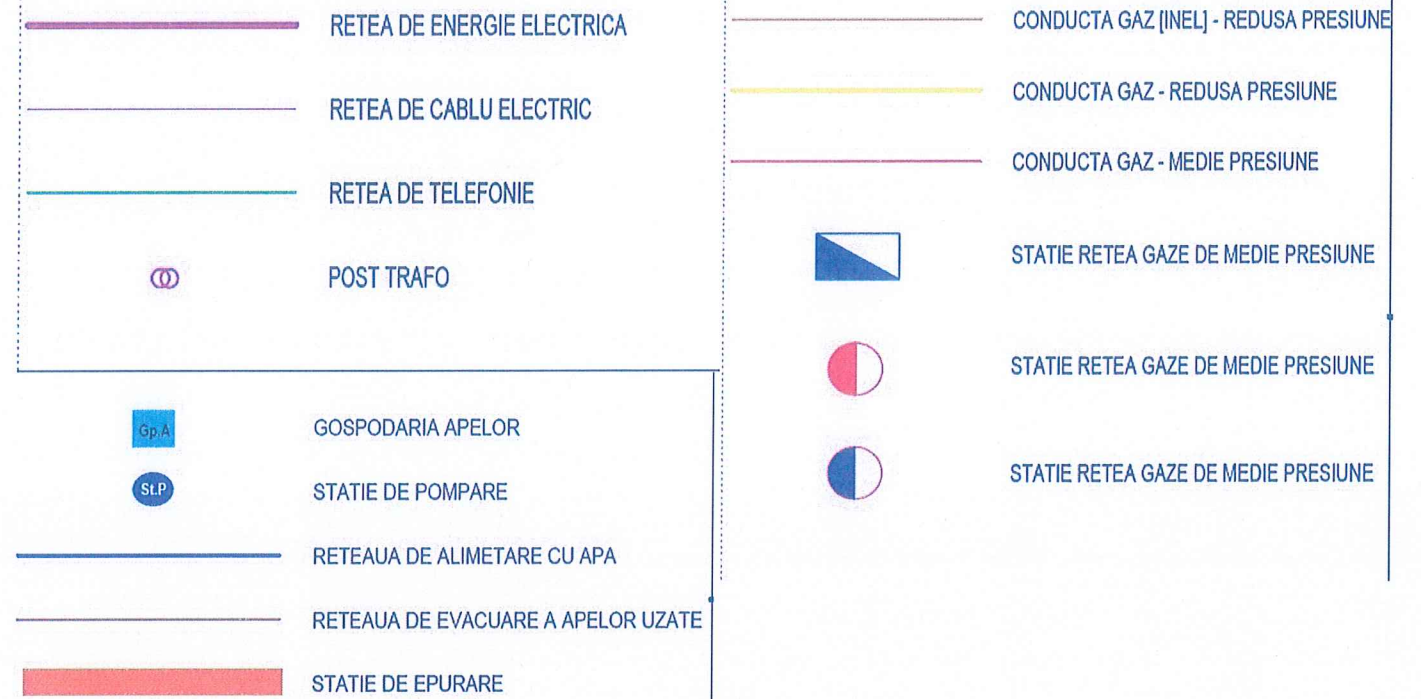 RETEA DE ENERGIE ELECTRICA
RETEA DE CABLU ELECTRIC
RETEA DE TELEFONIE
POST TRAFO
Gp.A GOSPODARIA APELOR
St.P STATIE DE POMPARE
RETEAUA DE ALIMETARE CU APA
RETEAUA DE EVACUARE A APELOR UZATE
STATIE DE EPURARE
CONDUCTA GAZ [INEL] - REDUSA PRESIUNE
CONDUCTA GAZ - REDUSA PRESIUNE
CONDUCTA GAZ - MEDIE PRESIUNE
STATIE RETEA GAZE DE MEDIE PRESIUNE
STATIE RETEA GAZE DE MEDIE PRESIUNE
STATIE RETEA GAZE DE MEDIE PRESIUNE